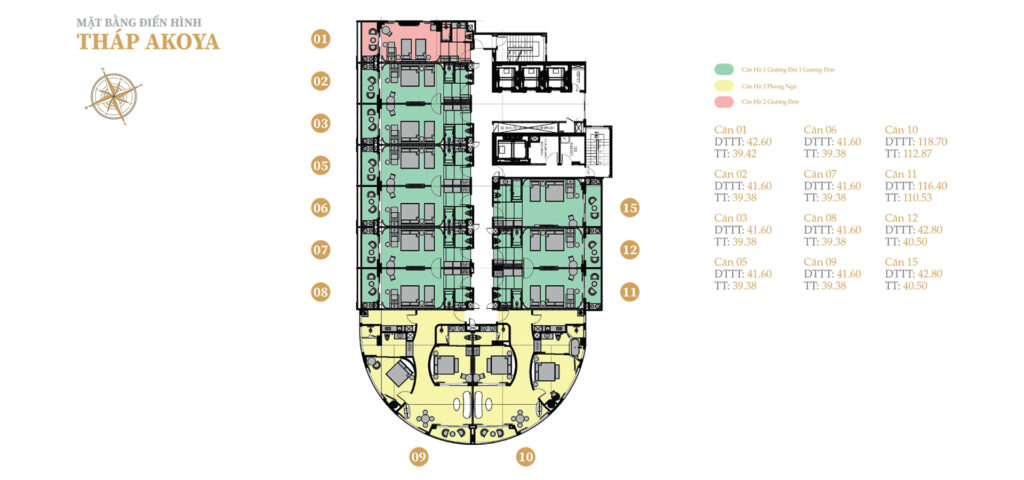 MẶT BẰNG ĐIỂN HÌNH
THÁP AKOYA
01
02
03
05
06
07
08
15
12
11
09
10
Căn Hộ 1 Giường Đôi 1 Giường Đơn
Căn Hộ 2 Phòng Ngủ
Căn Hộ 2 Giường Đơn
Căn 01
DTTT: 42.60
TT: 39.42
Căn 02
DTTT: 41.60
TT: 39.38
Căn 03
DTTT: 41.60
TT: 39.38
Căn 05
DTTT: 41.60
TT: 39.38
Căn 06
DTTT: 41.60
TT: 39.38
Căn 07
DTTT: 41.60
TT: 39.38
Căn 08
DTTT: 41.60
TT: 39.38
Căn 09
DTTT: 41.60
TT: 39.38
Căn 10
DTTT: 118.70
TT: 112.87
Căn 11
DTTT: 116.40
TT: 110.53
Căn 12
DTTT: 42.80
TT: 40.50
Căn 15
DTTT: 42.80
TT: 40.50